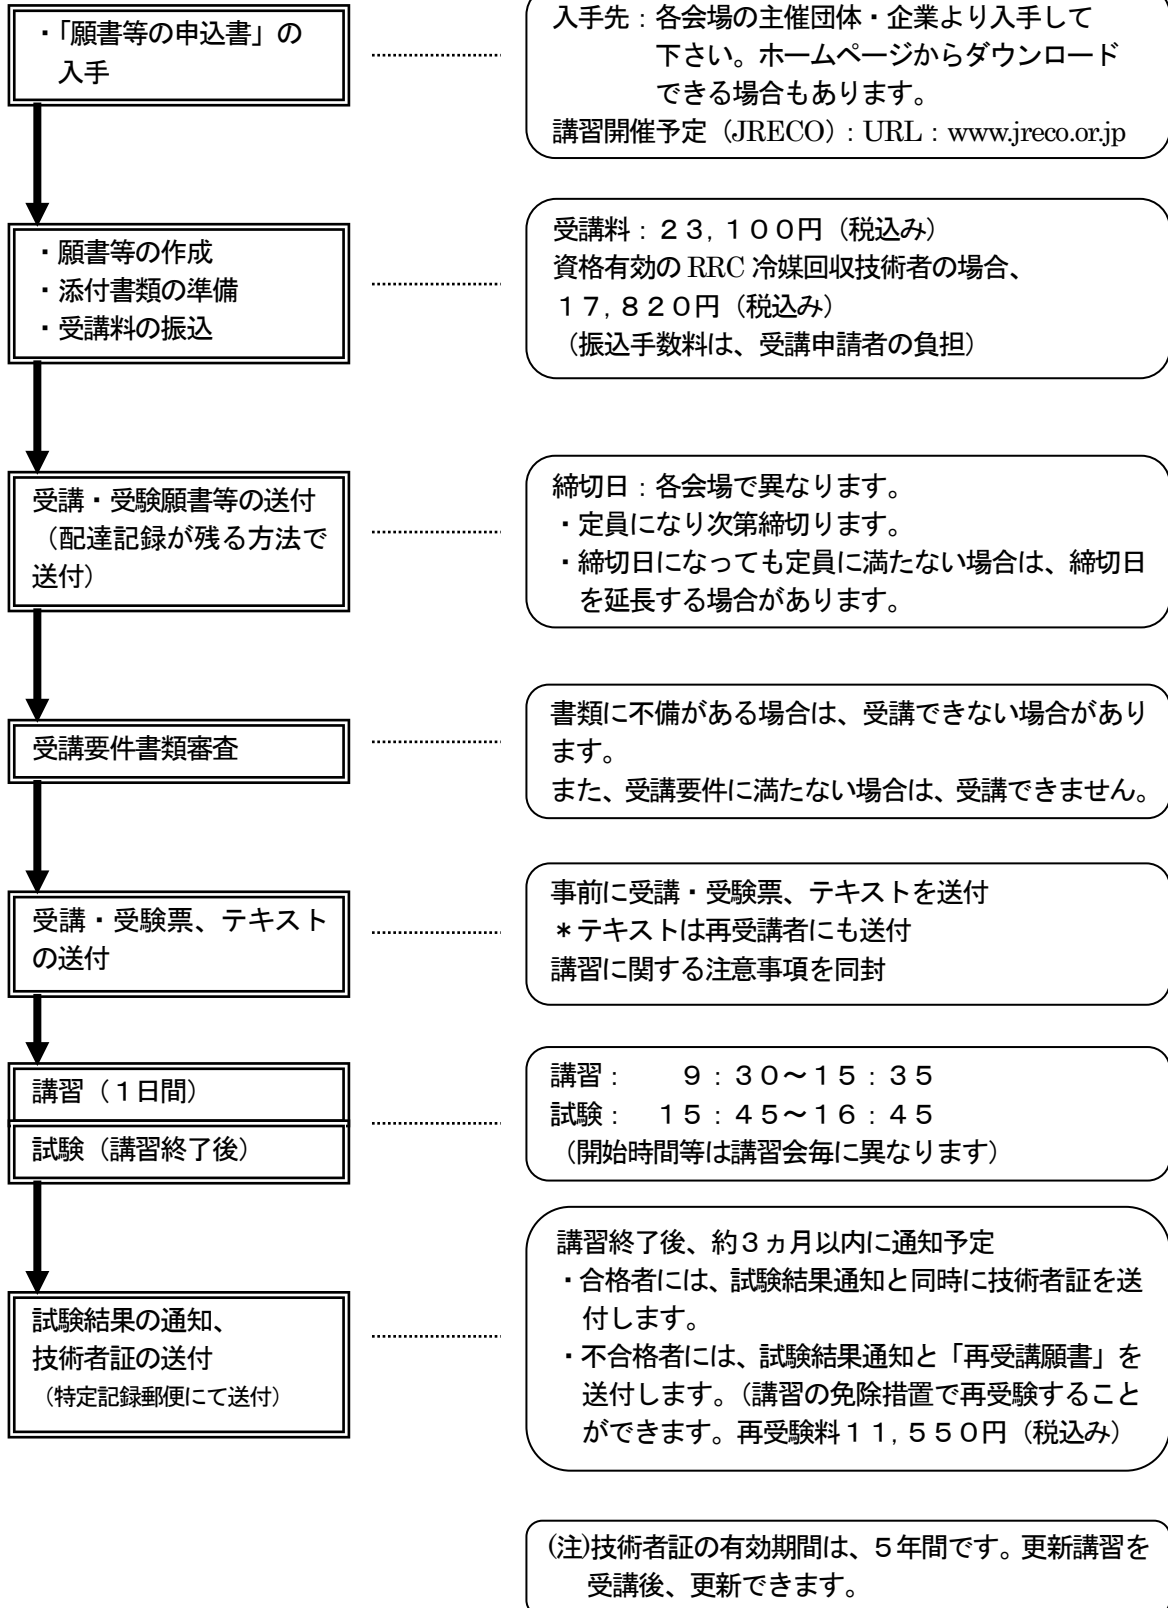 ・「願書等の申込書」の
入手
入手先：各会場の主催団体・企業より入手して
下さい。ホームページからダウンロード
できる場合もあります。
講習開催予定（JRECO）：URL：www.jreco.or.jp
・願書等の作成
・添付書類の準備
・受講料の振込
受講料：２３，１００円（税込み）
資格有効の RRC 冷媒回収技術者の場合、
１７，８２０円（税込み）
（振込手数料は、受講申請者の負担）
受講・受験願書等の送付
（配達記録が残る方法で
送付）
締切日：各会場で異なります。
・定員になり次第締切ります。
・締切日になっても定員に満たない場合は、締切日
を延長する場合があります。
受講要件書類審査
書類に不備がある場合は、受講できない場合があり
ます。
また、受講要件に満たない場合は、受講できません。
受講・受験票、テキスト
の送付
事前に受講・受験票、テキストを送付
＊テキストは再受講者にも送付
講習に関する注意事項を同封
講習（１日間）
試験（講習終了後）
講習： ９：３０～１５：３５
試験： １５：４５～１６：４５
（開始時間等は講習会毎に異なります）
試験結果の通知、
技術者証の送付
（特定記録郵便にて送付）
講習終了後、約３ヵ月以内に通知予定
・合格者には、試験結果通知と同時に技術者証を送
付します。
・不合格者には、試験結果通知と「再受講願書」を
送付します。（講習の免除措置で再受験すること
ができます。再受験料１１，５５０円（税込み）
(注)技術者証の有効期間は、５年間です。更新講習を
受講後、更新できます。